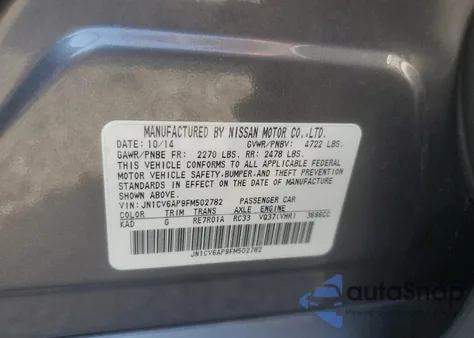 MANUFACTURED BY NISSAN MOTOR CO.,LTD.
DATE: 10/14 GVWR/PNBV: 4722 LBS.
GAWR/PNBE FR: 2270 LBS. RR: 2478 LBS.
THIS VEHICLE CONFORMS TO ALL APPLICABLE
FEDERAL MOTOR VEHICLE SAFETY,BUMPER,AND THEFT PREVENTION
STANDARDS IN EFFECT ON THE DATE OF MANUFACTURE
SHOWN ABOVE.
VIN: JN1CV6AP9FM502782 PASSENGER CAR
COLOR TRIM TRANS AXLE ENGINE
KAD G RE7R01A RC33 VQ37(VHR) 3696CC
JN1CV6AP9FM502782
autoSnap